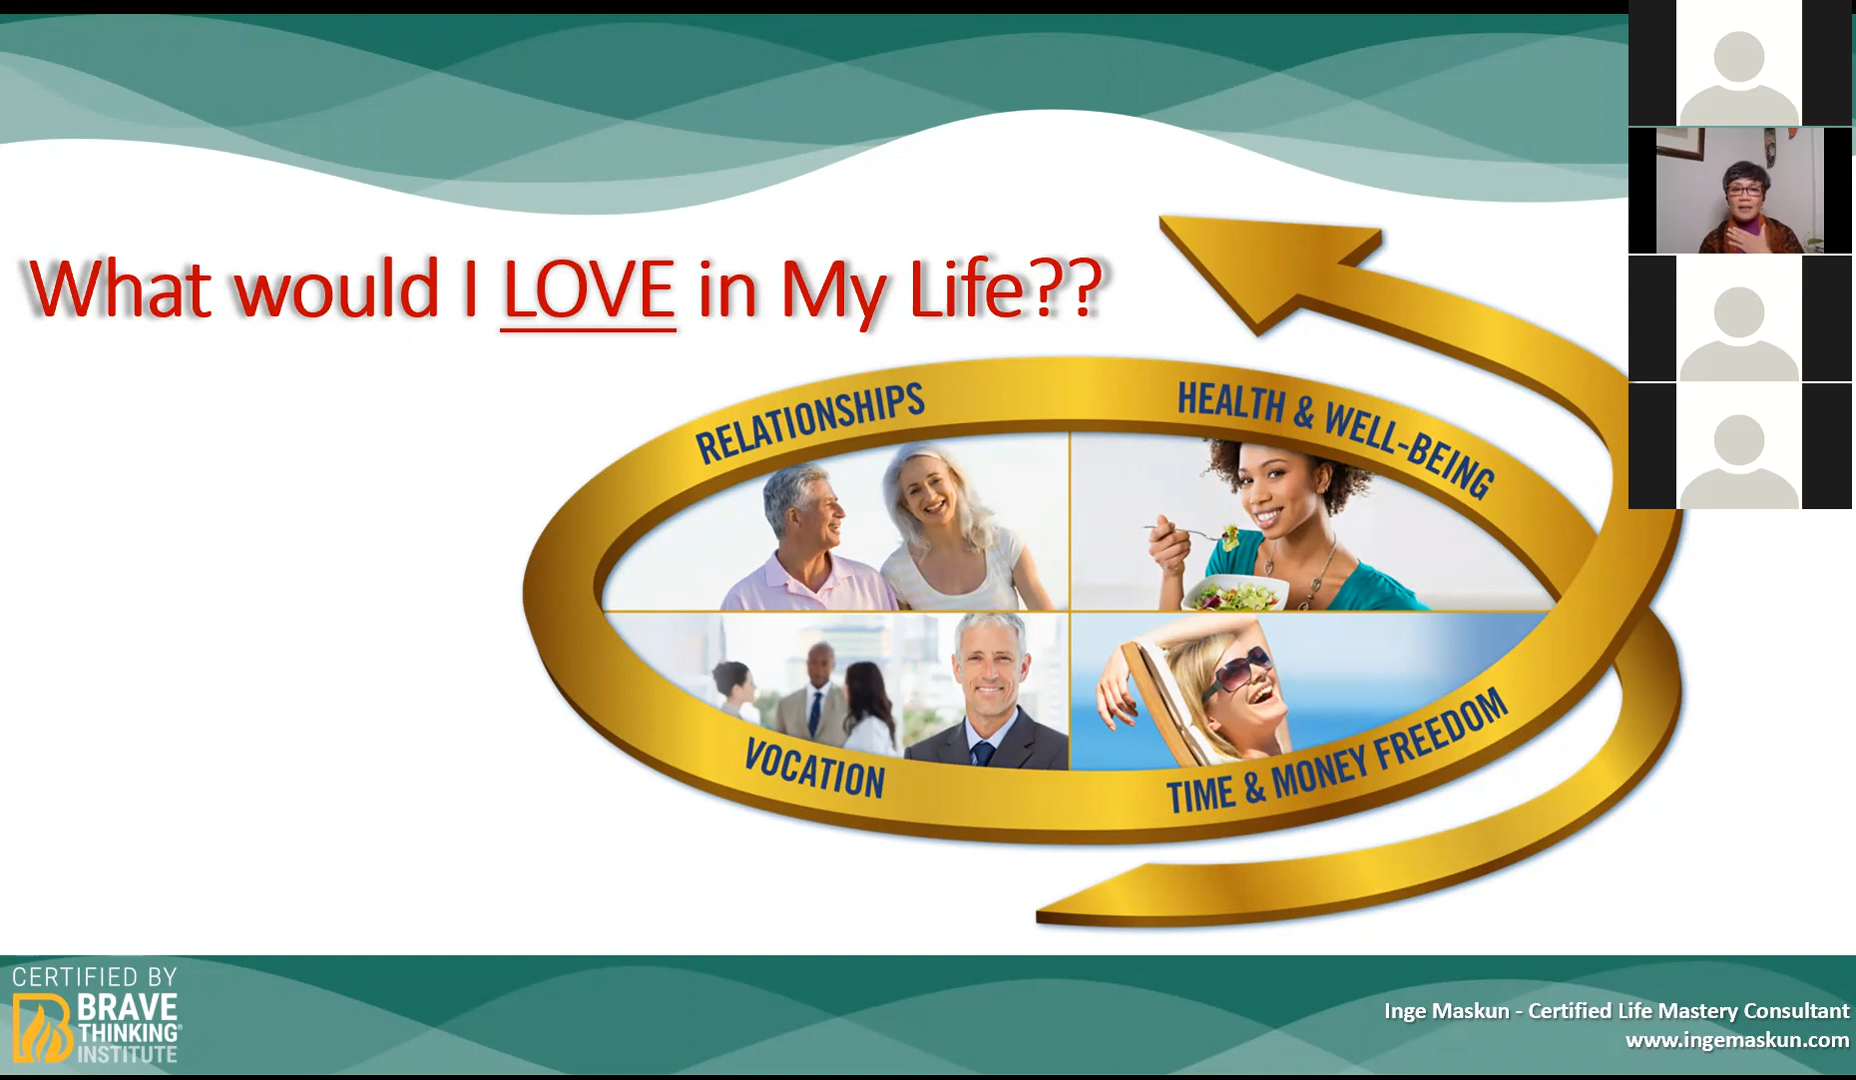 What would I LOVE in My Life??
RELATIONSHIPS
HEALTH & WELL-BEING
VOCATION
TIME & MONEY FREEDOM
CERTIFIED BY
BRAVE
THINKING®
INSTITUTE
Inge Maskun - Certified Life Mastery Consultant
www.ingemaskun.com